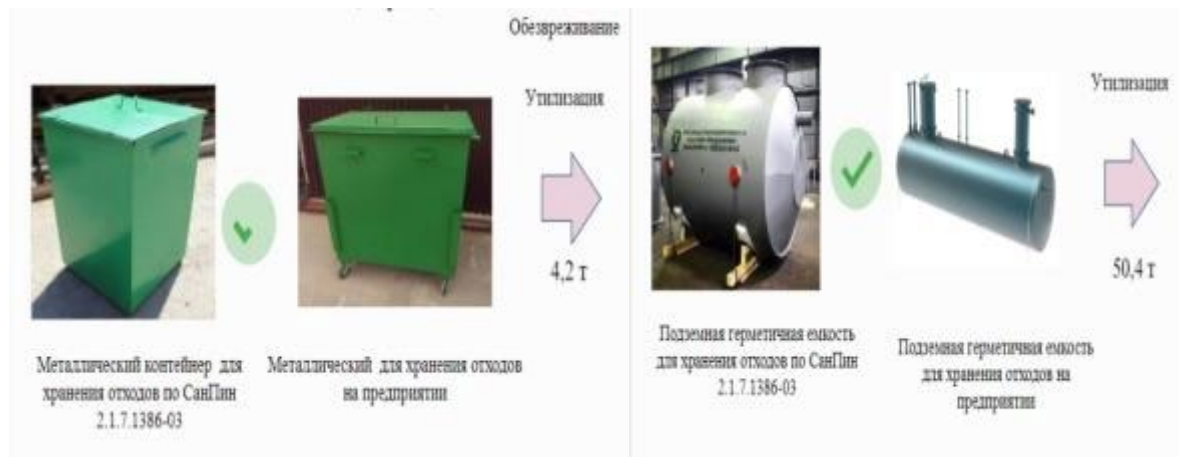 Обезвреживание
Утилизация
4,2 т
Металлический контейнер для
хранения отходов по СанПин
2.1.7.1386-03
Металлический для хранения отходов
на предприятии
Утилизация
50,4 т
Подземная герметичная емкость
для хранения отходов по СанПин
2.1.7.1386-03
Подземная герметичная емкость
для хранения отходов на
предприятии